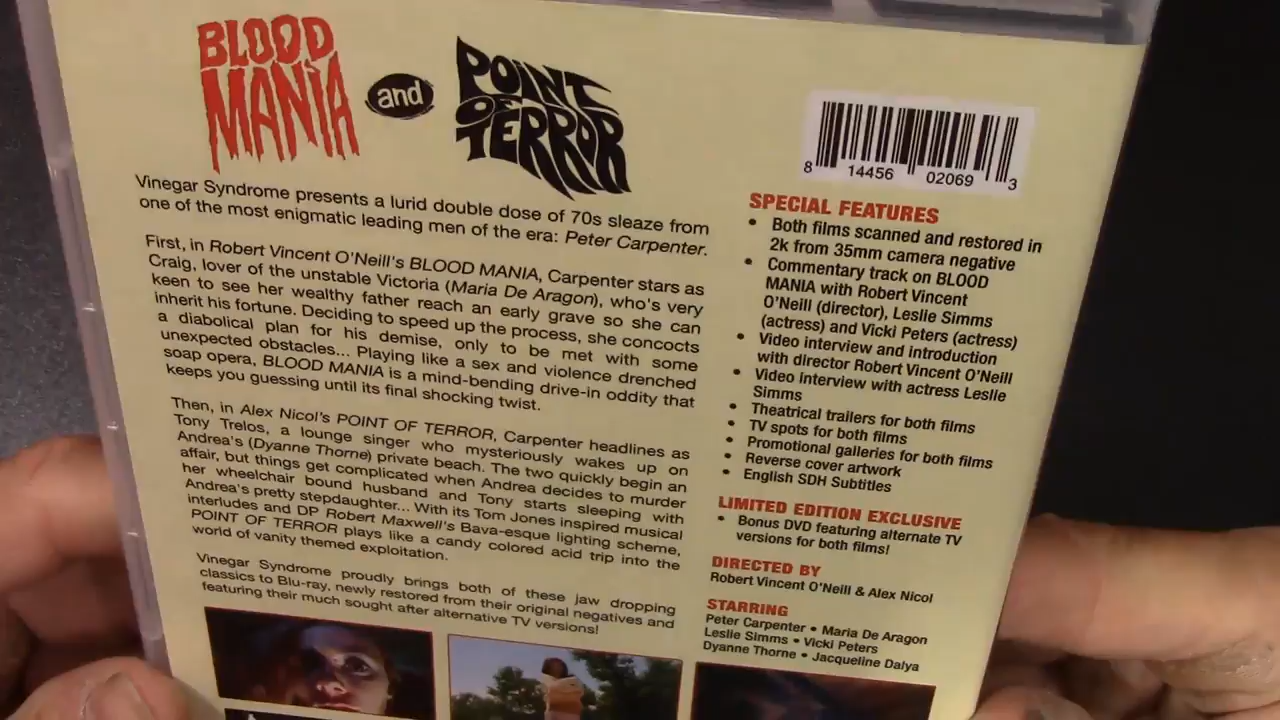 BLOOD
MANIA
and
POINT
OF
TERROR
Vinegar Syndrome presents a lurid double dose of 70s sleaze from
one of the most enigmatic leading men of the era: Peter Carpenter.
First, in Robert Vincent O'Neill's BLOOD MANIA, Carpenter stars as
Craig, lover of the unstable Victoria (Maria De Aragon), who's very
keen to see her wealthy father reach an early grave so she can
inherit his fortune. Deciding to speed up the process, she concocts
a diabolical plan for his demise, only to be met with some
unexpected obstacles... Playing like a sex and violence drenched
soap opera, BLOOD MANIA is a mind-bending drive-in oddity that
keeps you guessing until its final shocking twist.
Then, in Alex Nicol's POINT OF TERROR, Carpenter headlines as
Tony Trelos, a lounge singer who mysteriously wakes up on
Andrea's (Dyanne Thorne) private beach. The two quickly begin an
affair, but things get complicated when Andrea decides to murder
her wheelchair bound husband and Tony starts sleeping with
Andrea's pretty stepdaughter... With its Tom Jones inspired musical
interludes and DP Robert Maxwell's Bava-esque lighting scheme,
POINT OF TERROR plays like a candy colored acid trip into the
world of vanity themed exploitation.
Vinegar Syndrome proudly brings both of these jaw dropping
classics to Blu-ray, newly restored from their original negatives and
featuring their much sought after alternative TV versions!
8 14456 02069 3
SPECIAL FEATURES
• Both films scanned and restored in
2k from 35mm camera negative
• Commentary track on BLOOD
MANIA with Robert Vincent
O'Neill (director), Leslie Simms
(actress) and Vicki Peters (actress)
• Video interview and introduction
with director Robert Vincent O'Neill
• Video interview with actress Leslie
Simms
• Theatrical trailers for both films
• TV spots for both films
• Promotional galleries for both films
• Reverse cover artwork
• English SDH Subtitles
LIMITED EDITION EXCLUSIVE
• Bonus DVD featuring alternate TV
versions for both films!
DIRECTED BY
Robert Vincent O'Neill & Alex Nicol
STARRING
Peter Carpenter • Maria De Aragon
Leslie Simms • Vicki Peters
Dyanne Thorne • Jacqueline Dalya